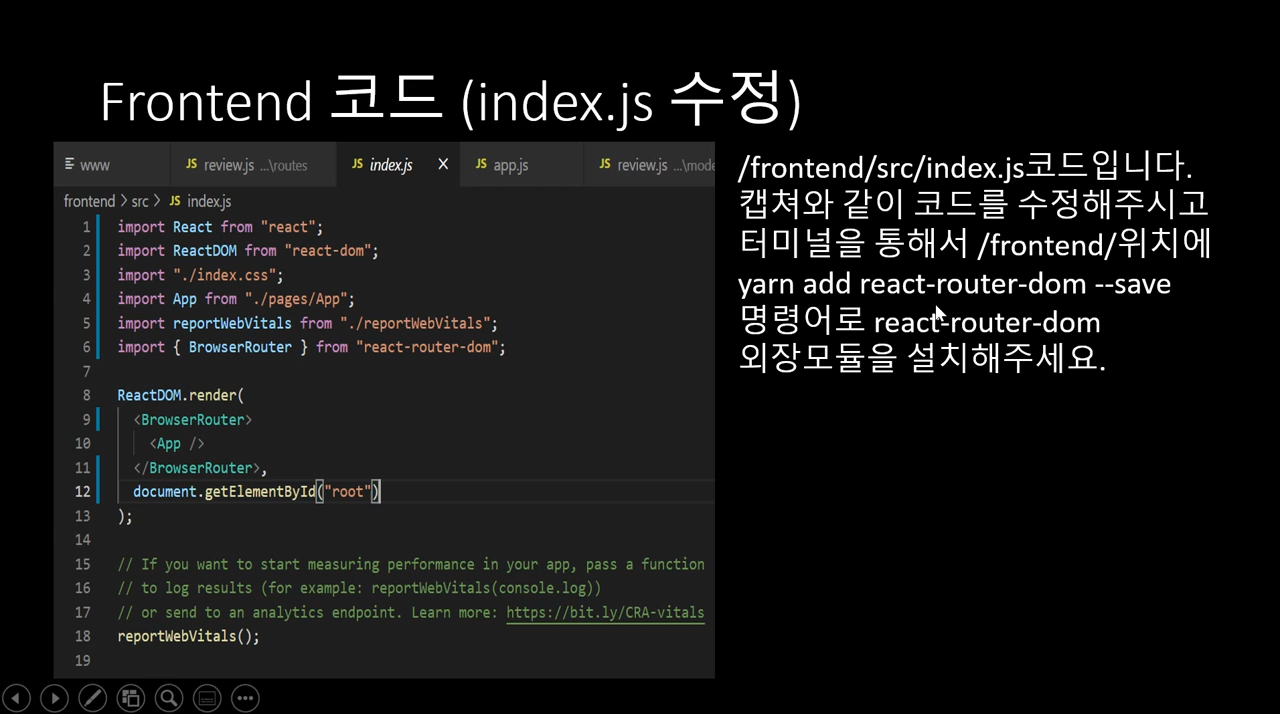 Frontend 코드 (index.js 수정)
www
JS review.js ...\routes
JS index.js X
JS app.js
JS review.js ...\mode
frontend > src > JS index.js
1 import React from "react";
2 import ReactDOM from "react-dom";
3 import "./index.css";
4 import App from "./pages/App";
5 import reportWebVitals from "./reportWebVitals";
6 import { BrowserRouter } from "react-router-dom";
7
8 ReactDOM.render(
9 <BrowserRouter>
10 <App />
11 </BrowserRouter>,
12 document.getElementById("root")
13 );
14
15 // If you want to start measuring performance in your app, pass a function
16 // to log results (for example: reportWebVitals(console.log))
17 // or send to an analytics endpoint. Learn more: https://bit.ly/CRA-vitals
18 reportWebVitals();
19
/frontend/src/index.js코드입니다.
캡쳐와 같이 코드를 수정해주시고
터미널을 통해서 /frontend/위치에
yarn add react-router-dom --save
명령어로 react-router-dom
외장모듈을 설치해주세요.